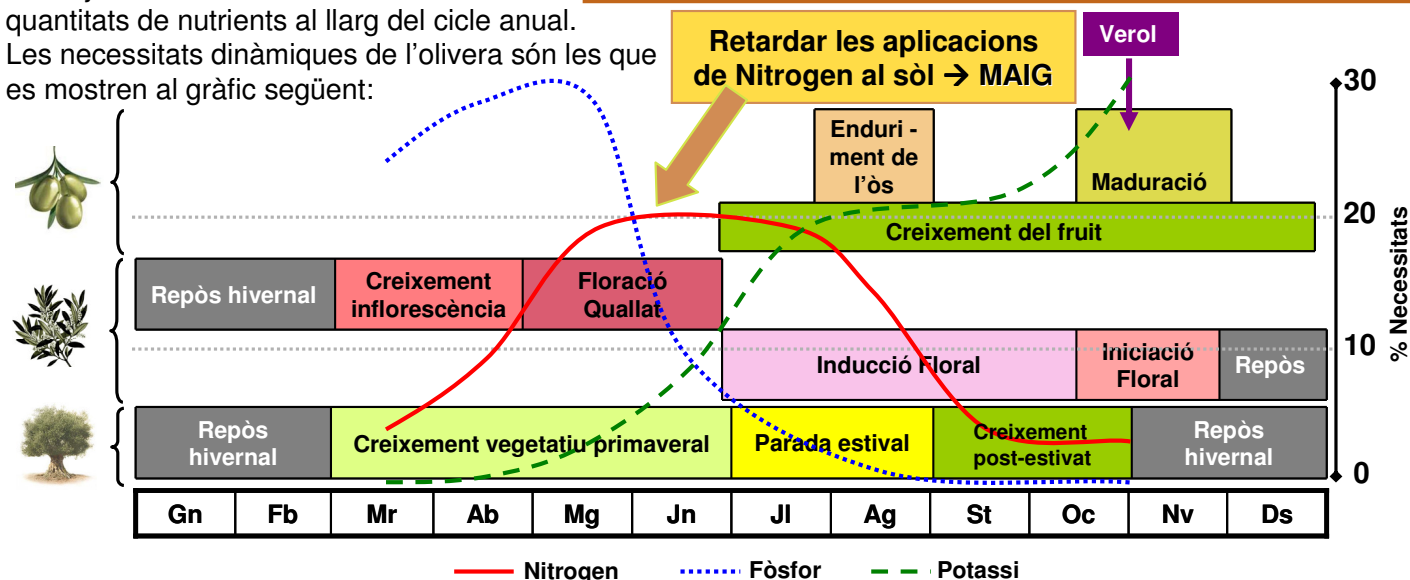 quantitats de nutrients al llarg del cicle anual.
Les necessitats dinàmiques de l'olivera són les que
es mostren al gràfic següent:
Retardar les aplicacions
de Nitrogen al sòl → MAIG
Verol
30
Enduri -
ment de
l'òs
Maduració
20
Creixement del fruit
% Necessitats
Repòs hivernal
Creixement
inflorescència
Floració
Quallat
10
Inducció Floral
Iniciació
Floral
Repòs
Repòs
hivernal
Creixement vegetatiu primaveral
Parada estival
Creixement
post-estivat
Repòs
hivernal
0
Gn Fb Mr Ab Mg Jn Jl Ag St Oc Nv Ds
Nitrogen Fòsfor Potassi